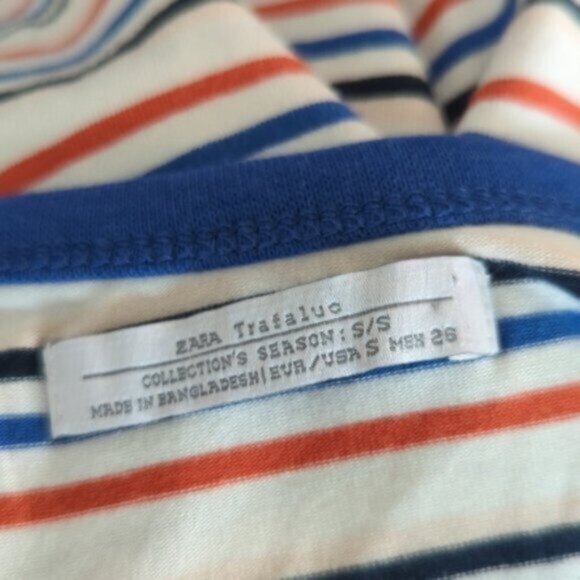 ZARA Trafaluc
COLLECTION'S SEASON: S/S
MADE IN BANGLADESH | EUR/USA S MEX 26